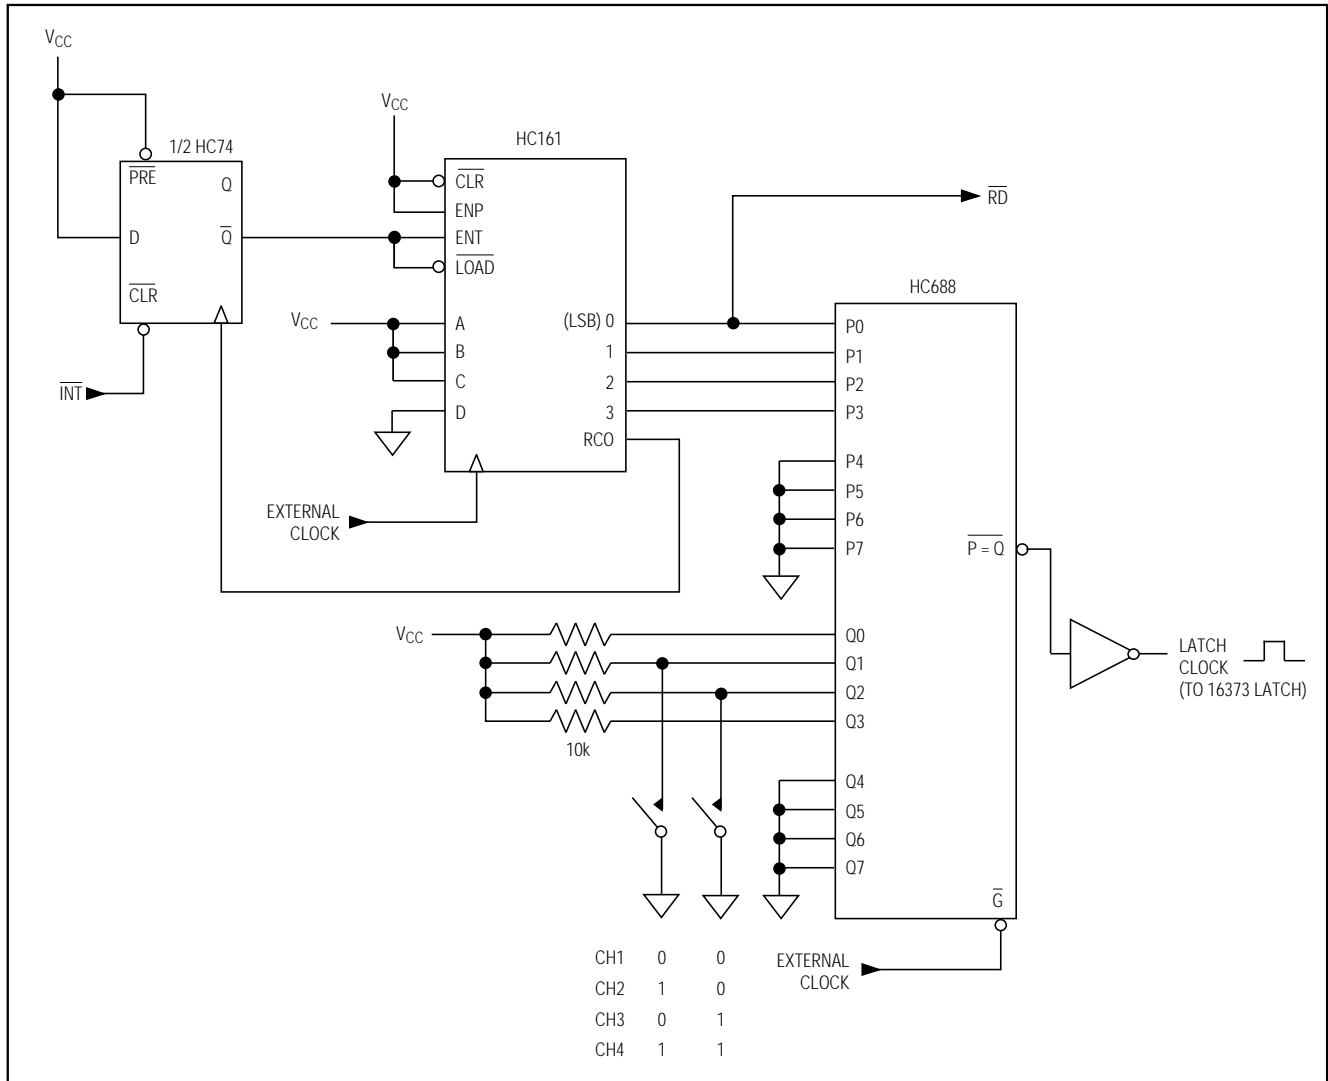 VCC
1/2 HC74
PRE
Q
D
Q
CLR
INT
VCC
HC161
CLR
ENP
ENT
LOAD
VCC
A
B
C
D
(LSB) 0
1
2
3
RCO
EXTERNAL
CLOCK
RD
HC688
P0
P1
P2
P3
P4
P5
P6
P7
P = Q
VCC
10k
Q0
Q1
Q2
Q3
Q4
Q5
Q6
Q7
G
LATCH
CLOCK
(TO 16373 LATCH)
EXTERNAL
CLOCK
CH1 0 0
CH2 1 0
CH3 0 1
CH4 1 1